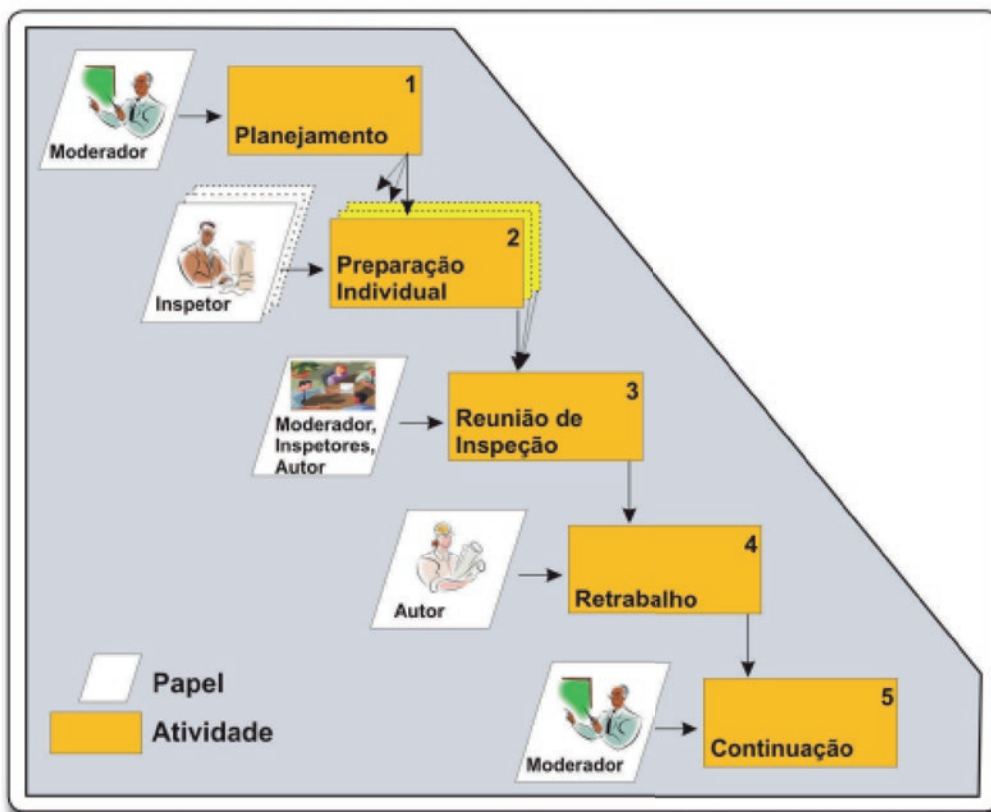 1
Planejamento
Moderador
2
Preparação
Individual
Inspetor
3
Reunião de
Inspeção
Moderador,
Inspetores,
Autor
4
Retrabalho
Autor
5
Continuação
Moderador
Papel
Atividade